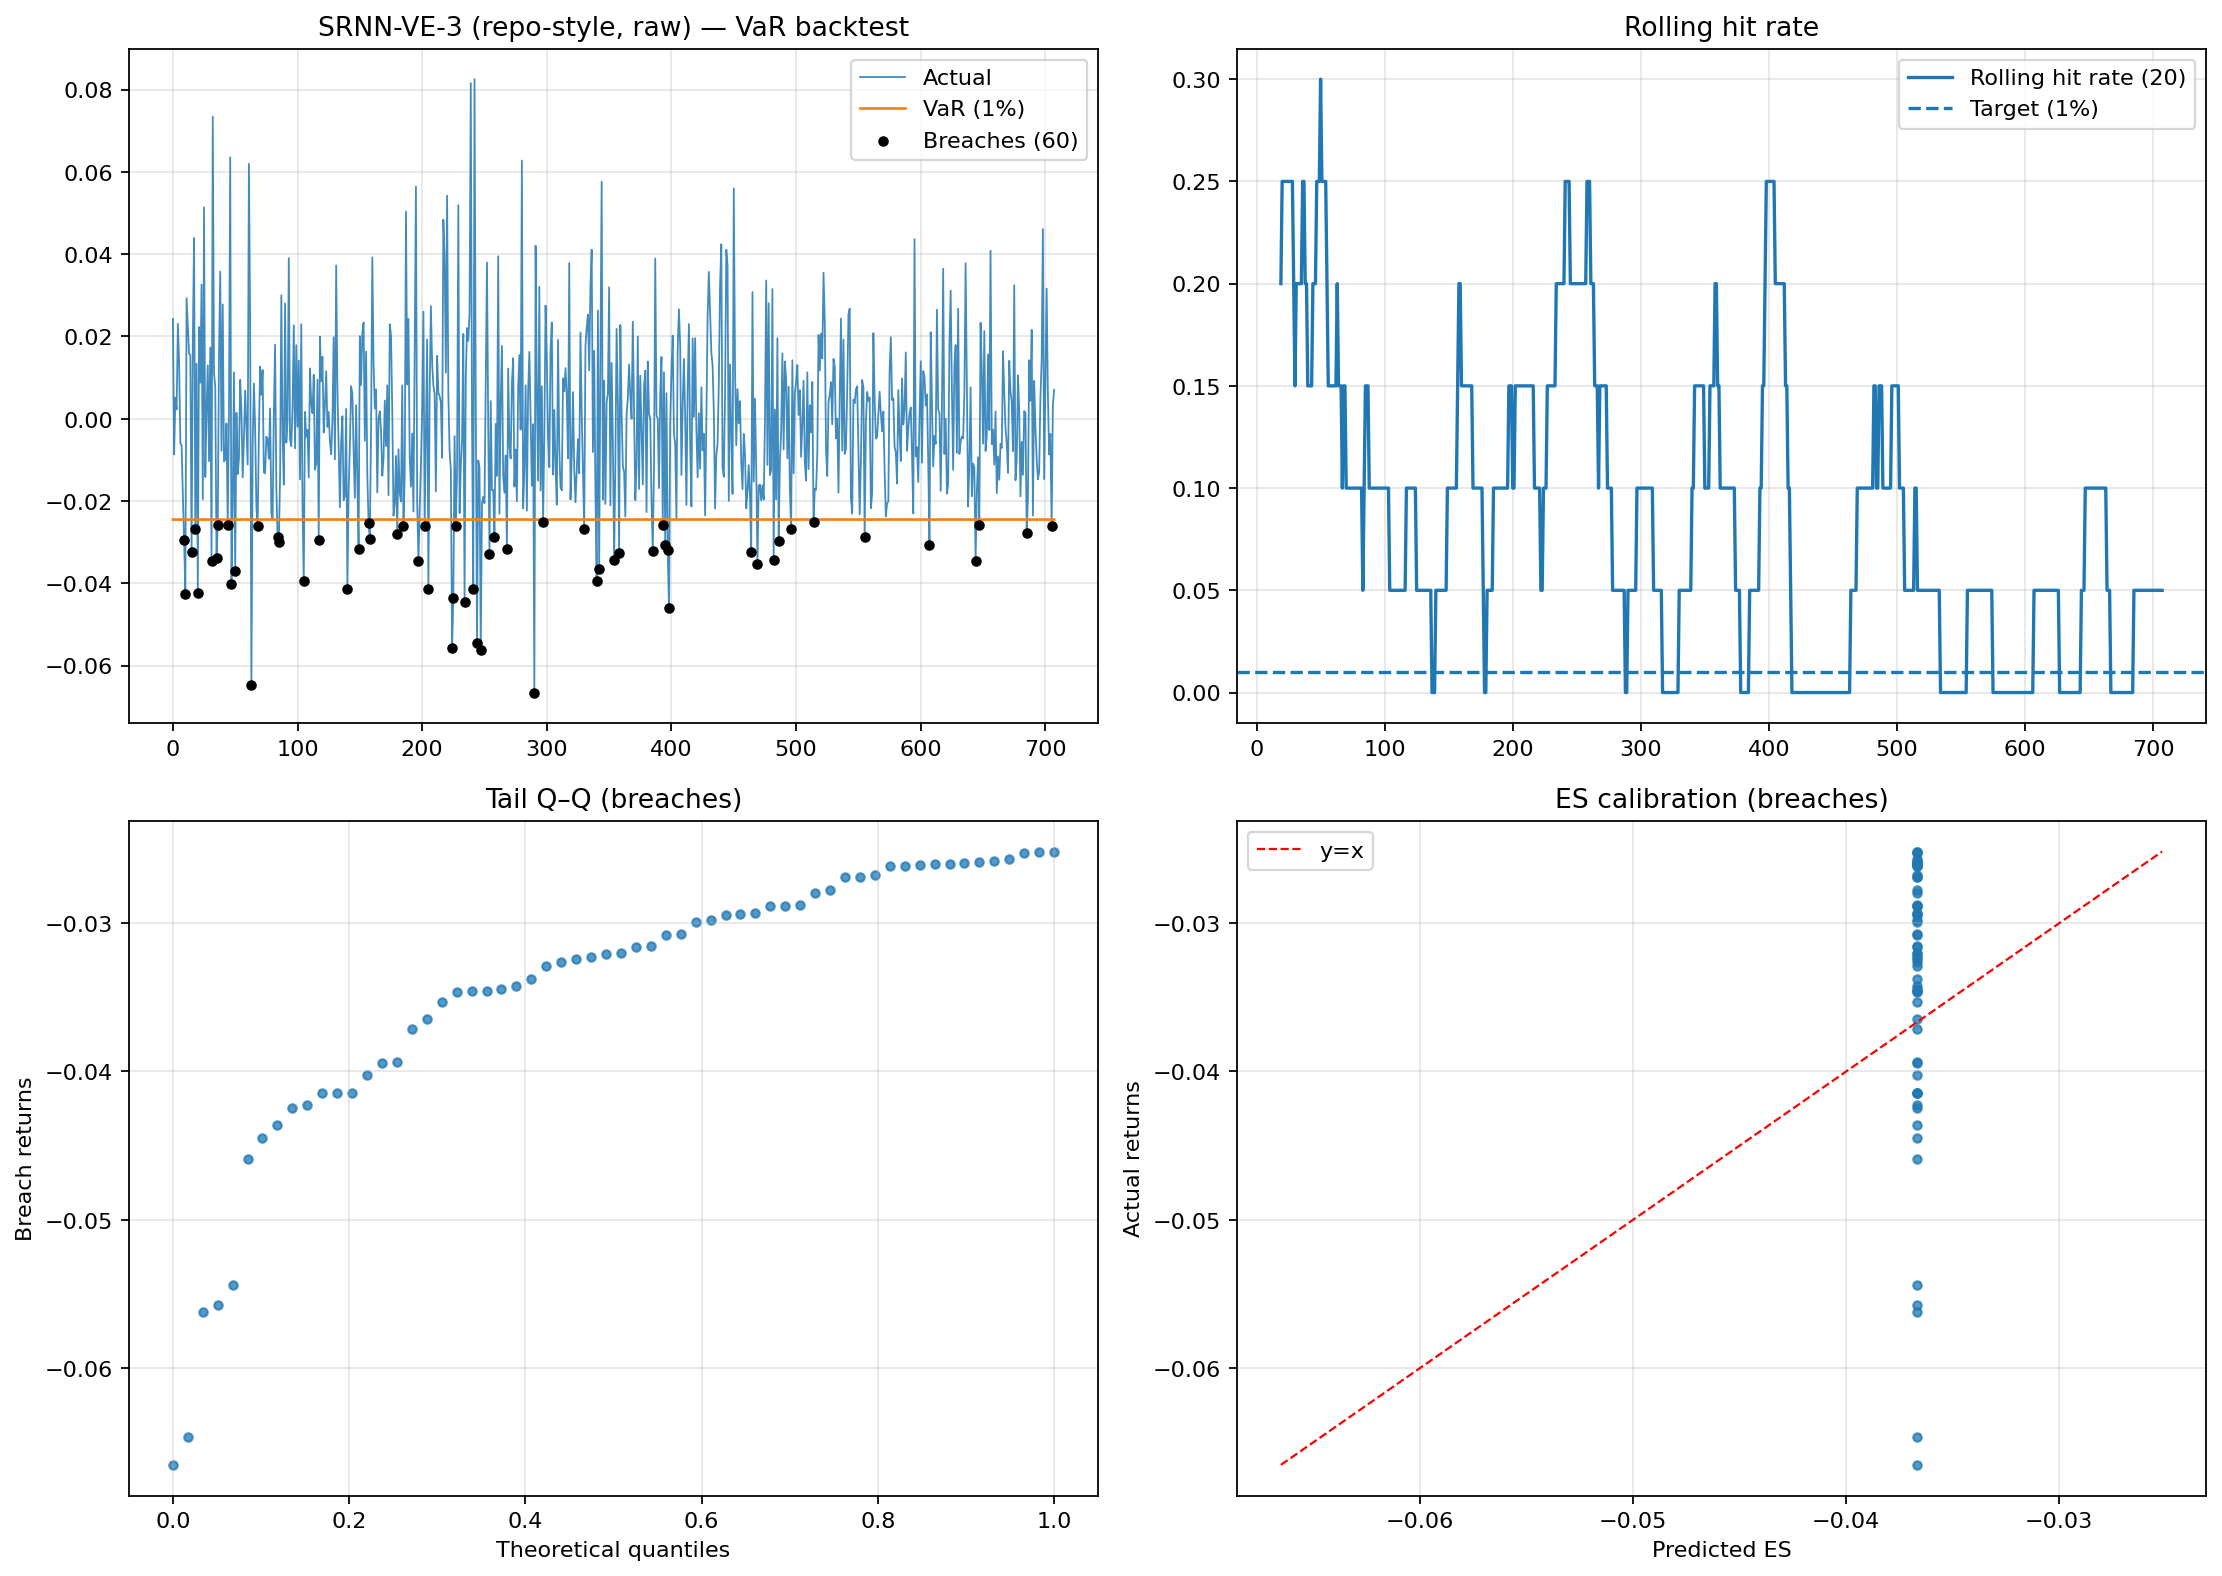 SRNN-VE-3 (repo-style, raw) — VaR backtest
Actual
VaR (1%)
Breaches (60)
0.08
0.06
0.04
0.02
0.00
−0.02
−0.04
−0.06
0 100 200 300 400 500 600 700
Rolling hit rate
Rolling hit rate (20)
Target (1%)
0.30
0.25
0.20
0.15
0.10
0.05
0.00
0 100 200 300 400 500 600 700
Tail Q–Q (breaches)
Breach returns
−0.03
−0.04
−0.05
−0.06
0.0 0.2 0.4 0.6 0.8 1.0
Theoretical quantiles
ES calibration (breaches)
y=x
Actual returns
−0.03
−0.04
−0.05
−0.06
−0.06 −0.05 −0.04 −0.03
Predicted ES